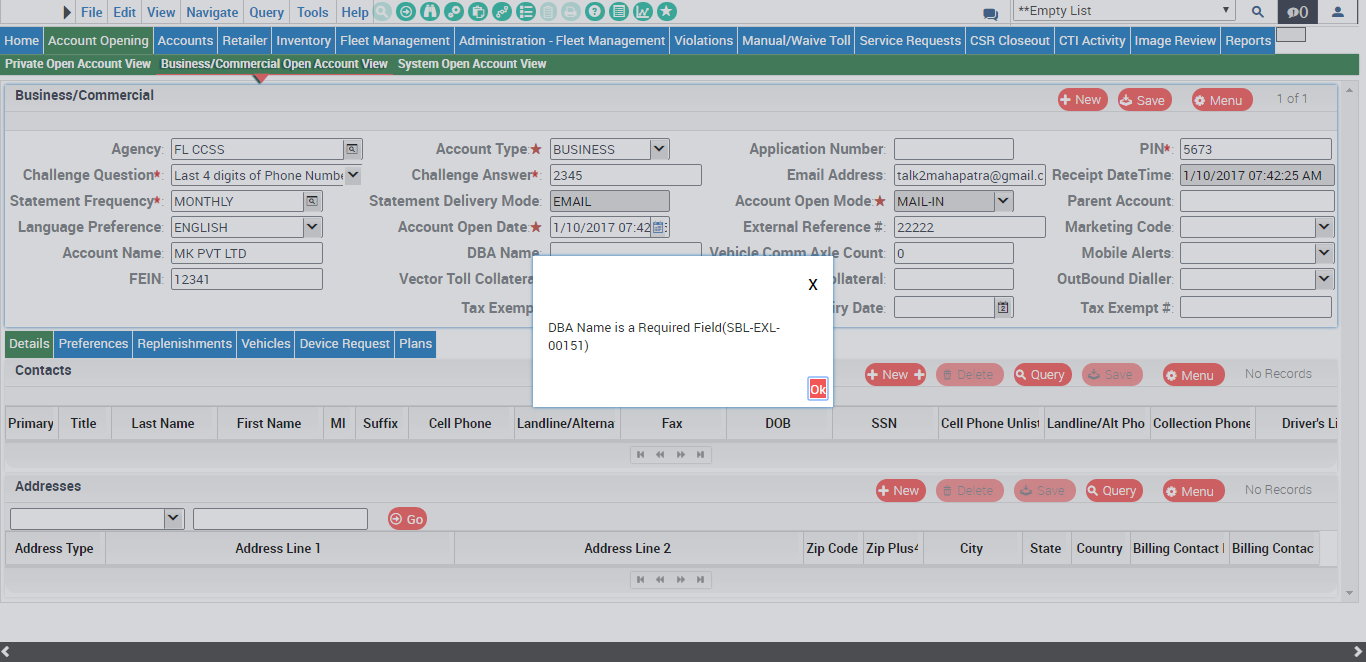 File Edit View Navigate Query Tools Help **Empty List 0
Home Account Opening Accounts Retailer Inventory Fleet Management Administration - Fleet Management Violations Manual/Waive Toll Service Requests CSR Closeout CTI Activity Image Review Reports
Private Open Account View Business/Commercial Open Account View System Open Account View
Business/Commercial New Save Menu 1 of 1
Agency: FL CCSS Account Type:★ BUSINESS Application Number: PIN★: 5673
Challenge Question★: Last 4 digits of Phone Numbe Challenge Answer★: 2345 Email Address: talk2mahapatra@gmail.c Receipt DateTime: 1/10/2017 07:42:25 AM
Statement Frequency★: MONTHLY Statement Delivery Mode: EMAIL Account Open Mode:★ MAIL-IN Parent Account:
Language Preference: ENGLISH Account Open Date:★ 1/10/2017 07:42 External Reference #: 22222 Marketing Code:
Account Name: MK PVT LTD DBA Name: Vehicle Comm Axle Count: 0 Mobile Alerts:
FEIN: 12341 Vector Toll Collatera ollateral: OutBound Dialler:
Tax Exemp iry Date: Tax Exempt #:
X
DBA Name is a Required Field(SBL-EXL-
00151)
Ok
Details Preferences Replenishments Vehicles Device Request Plans
Contacts New Delete Query Save Menu No Records
Primary Title Last Name First Name MI Suffix Cell Phone Landline/Alterna Fax DOB SSN Cell Phone Unlist Landline/Alt Pho Collection Phone Driver's Li
Addresses New Delete Save Query Menu No Records
Go
Address Type Address Line 1 Address Line 2 Zip Code Zip Plus4 City State Country Billing Contact Billing Contac